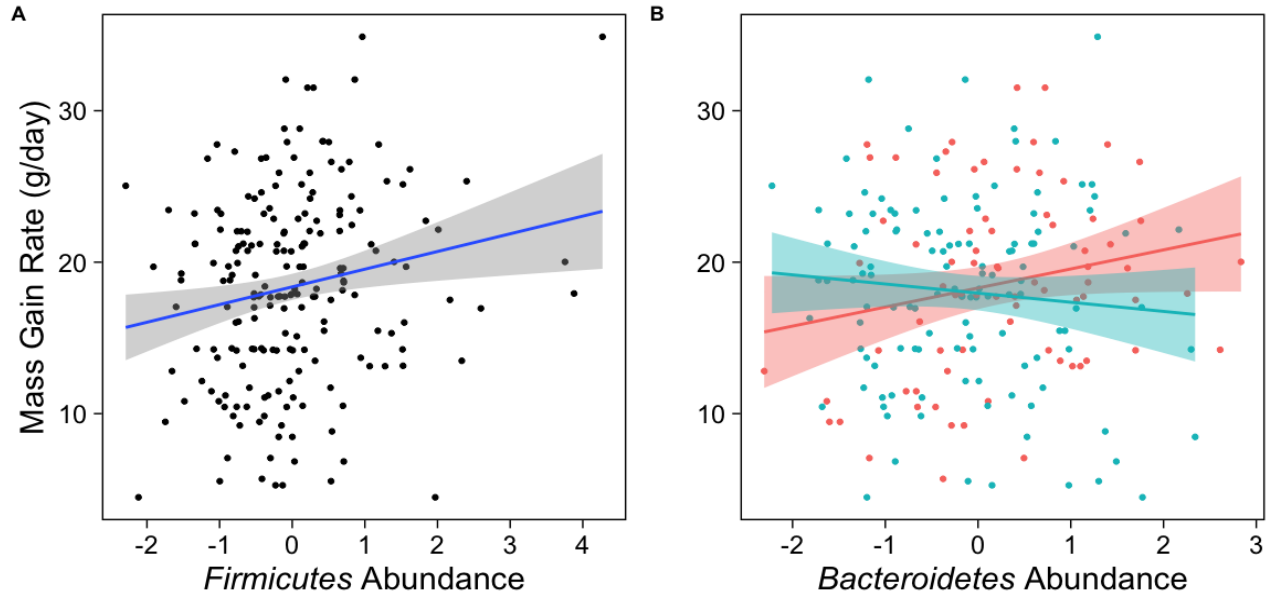 A
B
Mass Gain Rate (g/day)
30
20
10
30
20
10
-2 -1 0 1 2 3 4
-2 -1 0 1 2 3
Firmicutes Abundance
Bacteroidetes Abundance